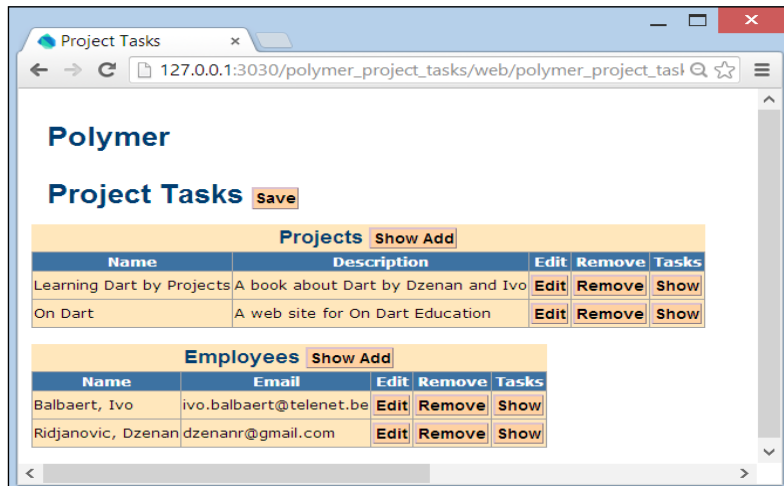 Project Tasks
127.0.0.1:3030/polymer_project_tasks/web/polymer_project_tas
Polymer
Project Tasks Save
Projects Show Add
Name Description Edit Remove Tasks
Learning Dart by Projects A book about Dart by Dzenan and Ivo Edit Remove Show
On Dart A web site for On Dart Education Edit Remove Show
Employees Show Add
Name Email Edit Remove Tasks
Balbaert, Ivo ivo.balbaert@telenet.be Edit Remove Show
Ridjanovic, Dzenan dzenanr@gmail.com Edit Remove Show